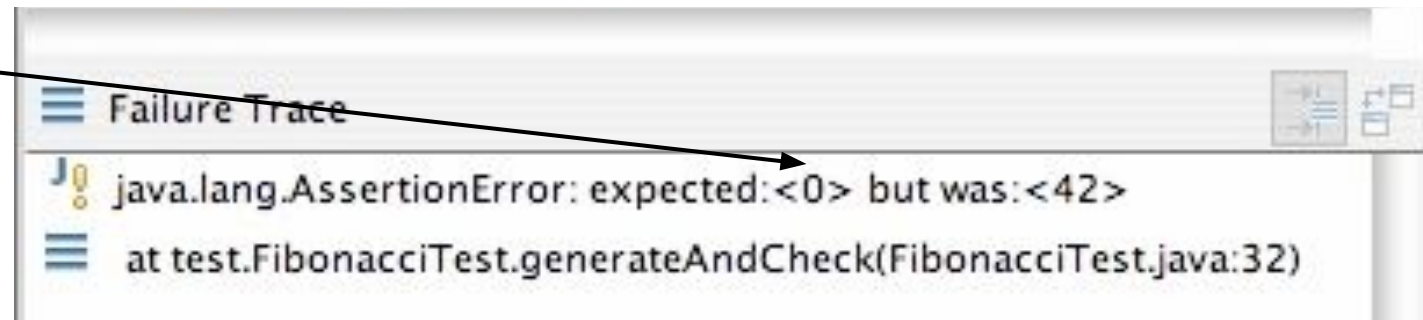 Failure Trace
java.lang.AssertionError: expected:<0> but was:<42>
at test.FibonacciTest.generateAndCheck(FibonacciTest.java:32)